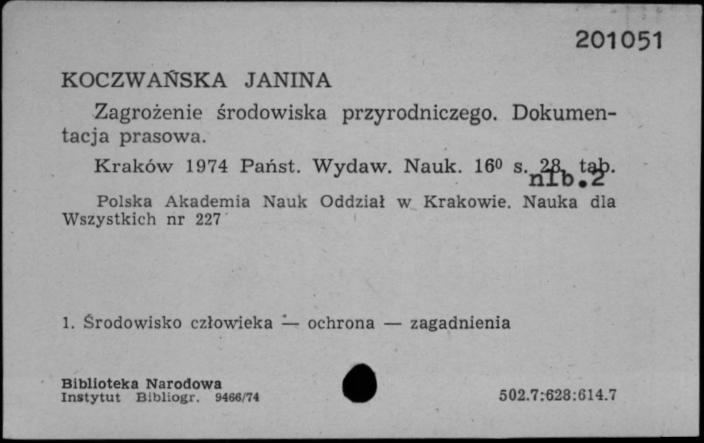 201051
KOCZWAŃSKA JANINA
Zagrożenie środowiska przyrodniczego. Dokumen-
tacja prasowa.
Kraków 1974 Państ. Wydaw. Nauk. 16⁰ s. 28, tab.
nlb.2
Polska Akademia Nauk Oddział w Krakowie. Nauka dla
Wszystkich nr 227
1. Środowisko człowieka — ochrona — zagadnienia
Biblioteka Narodowa
Instytut Bibliogr. 9466/74
502.7:628:614.7